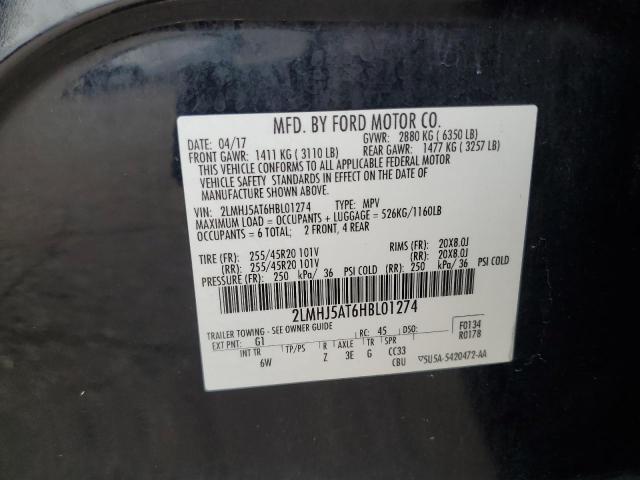 MFD. BY FORD MOTOR CO.
DATE: 04/17 GVWR: 2880 KG ( 6350 LB)
FRONT GAWR: 1411 KG ( 3110 LB) REAR GAWR: 1477 KG ( 3257 LB)
THIS VEHICLE CONFORMS TO ALL APPLICABLE FEDERAL MOTOR
VEHICLE SAFETY STANDARDS IN EFFECT ON THE DATE OF
MANUFACTURE SHOWN ABOVE.
VIN: 2LMHJ5AT6HBL01274 TYPE: MPV
MAXIMUM LOAD = OCCUPANTS + LUGGAGE = 526KG/1160LB
OCCUPANTS = 6 TOTAL; 2 FRONT, 4 REAR
TIRE (FR): 255/45R20 101V RIMS (FR): 20X8.0J
(RR): 255/45R20 101V (RR): 20X8.0J
PRESSURE (FR): 250 kPa/ 36 PSI COLD (RR): 250 kPa/ 36 PSI COLD
2LMHJ5AT6HBL01274
TRAILER TOWING - SEE OWNER GUIDE
EXT PNT: G1 RC: 45 DSO: F0134
INT TR TP/PS R AXLE TR SPR R0178
6W Z 3E G CC33
CBU 5U5A-5420472-AA